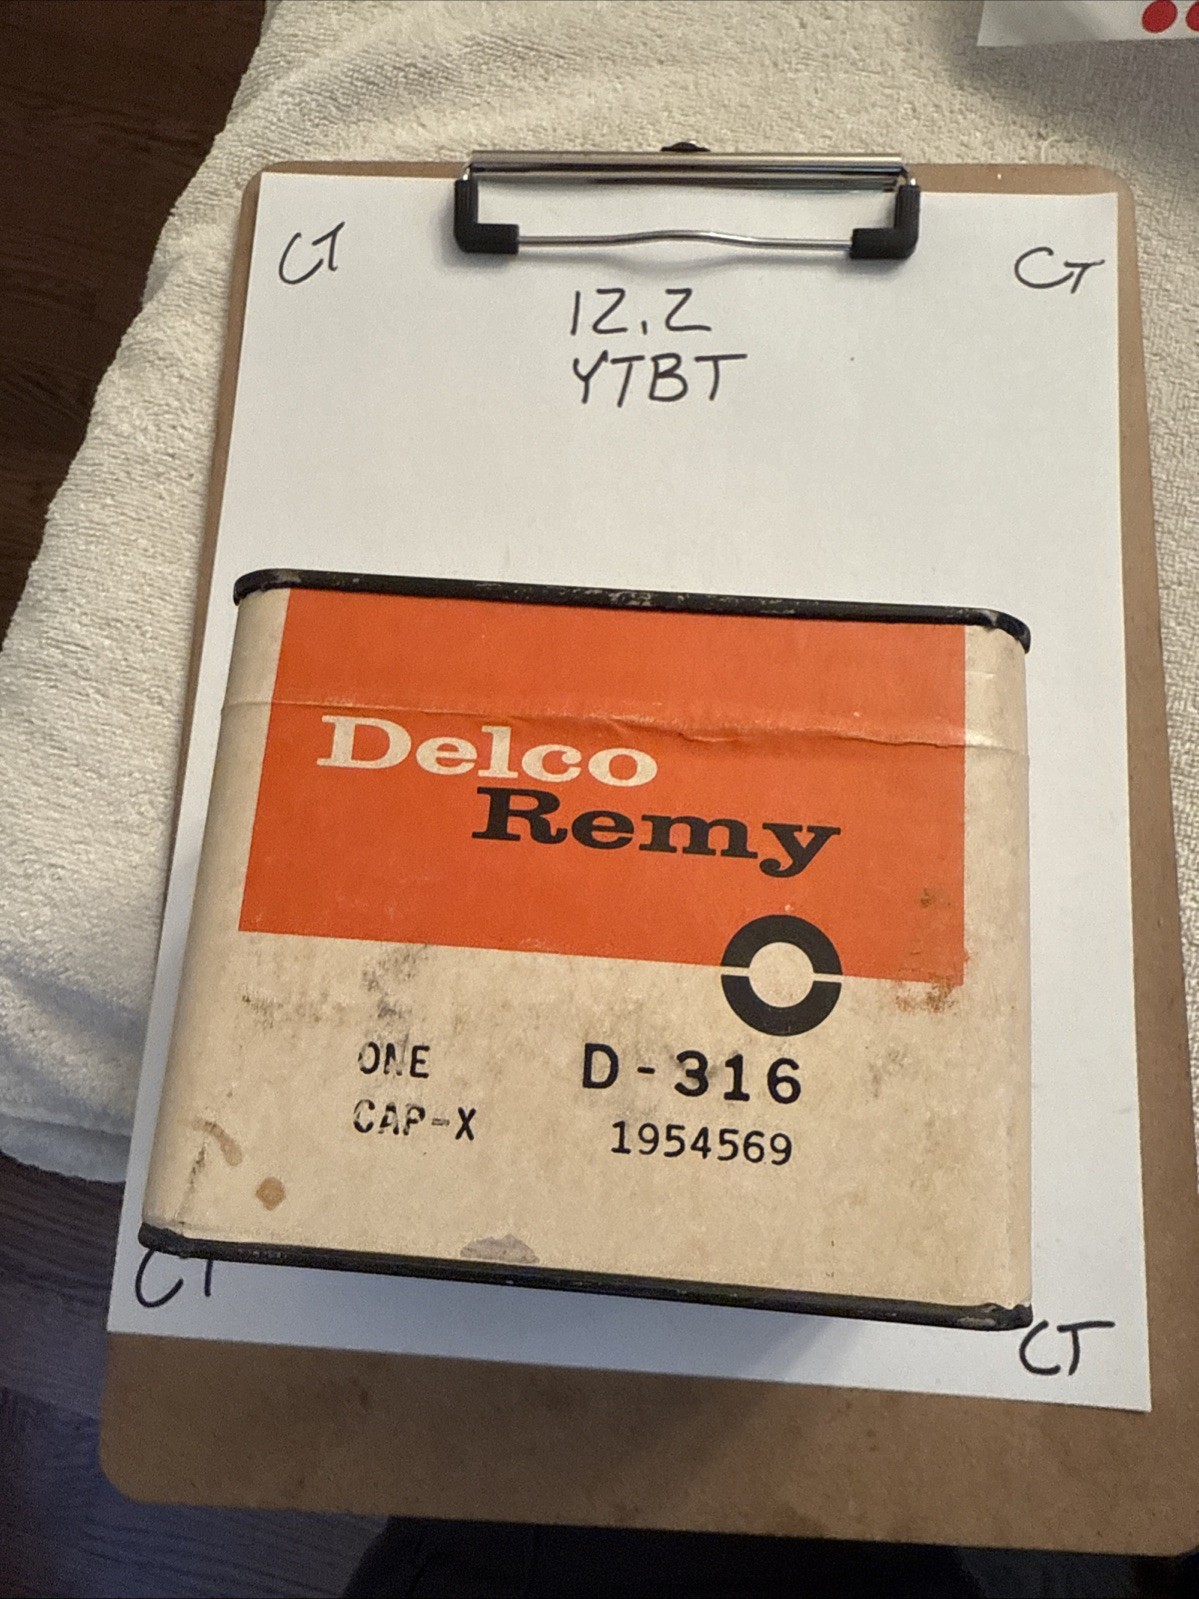 CT
CT
12.2
YTBT
Delco
Remy
ONE
D-316
CAP-X
1954569
CT
CT